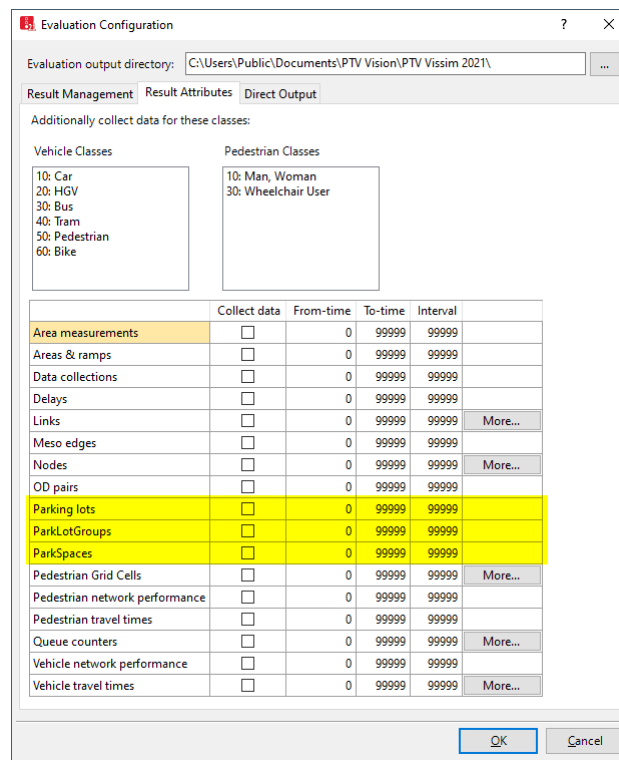 Evaluation Configuration ? ×
Evaluation output directory: C:\Users\Public\Documents\PTV Vision\PTV Vissim 2021\ ...
Result Management Result Attributes Direct Output
Additionally collect data for these classes:
Vehicle Classes Pedestrian Classes
10: Car 10: Man, Woman
20: HGV 30: Wheelchair User
30: Bus
40: Tram
50: Pedestrian
60: Bike
Collect data From-time To-time Interval
Area measurements 0 99999 99999
Areas & ramps 0 99999 99999
Data collections 0 99999 99999
Delays 0 99999 99999
Links 0 99999 99999 More...
Meso edges 0 99999 99999
Nodes 0 99999 99999 More...
OD pairs 0 99999 99999
Parking lots 0 99999 99999
ParkLotGroups 0 99999 99999
ParkSpaces 0 99999 99999
Pedestrian Grid Cells 0 99999 99999 More...
Pedestrian network performance 0 99999 99999
Pedestrian travel times 0 99999 99999
Queue counters 0 99999 99999 More...
Vehicle network performance 0 99999 99999
Vehicle travel times 0 99999 99999 More...
OK Cancel